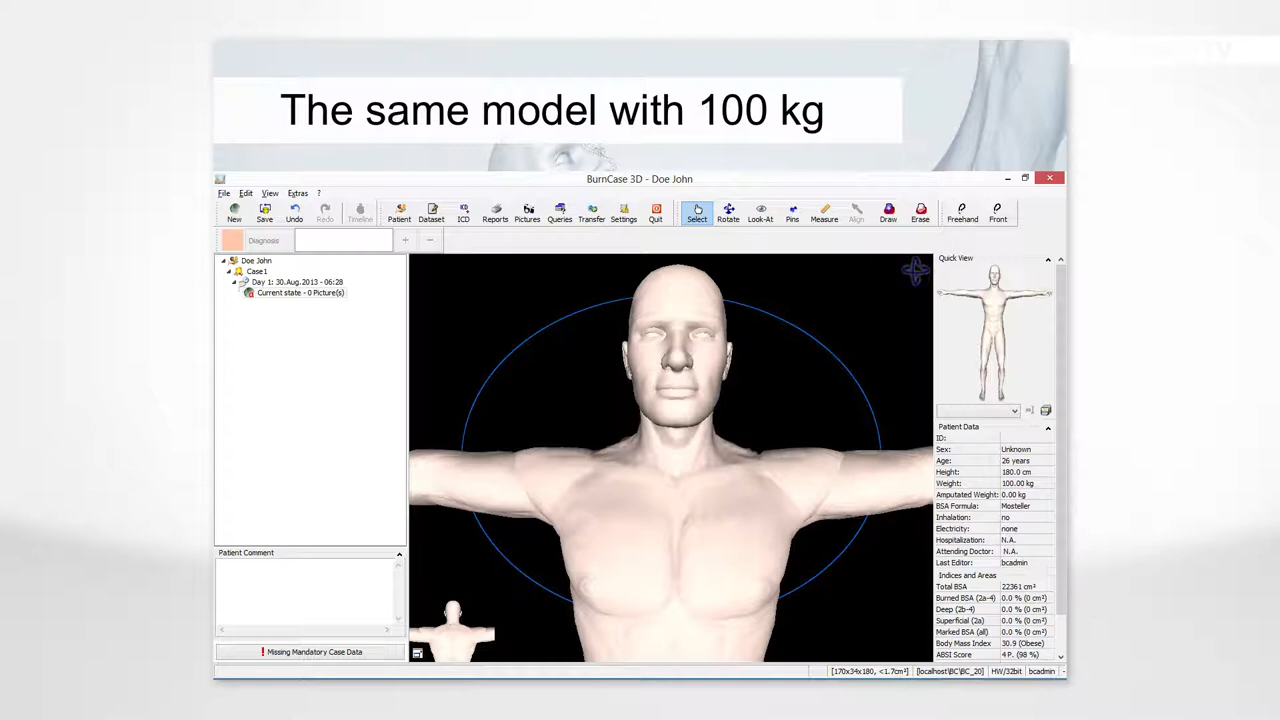 The same model with 100 kg
BurnCase 3D - Doe John
File Edit View Extras ?
New Save Undo Redo Timeline Patient Dataset ICD Reports Pictures Queries Transfer Settings Quit Select Rotate Look-At Pins Measure Align Draw Erase Freehand Front
Diagnosis + -
Doe John
Case1
Day 1: 30.Aug.2013 - 06:28
Current state - 0 Picture(s)
Patient Comment
! Missing Mandatory Case Data
Quick View
Patient Data
ID:
Sex: Unknown
Age: 26 years
Height: 180.0 cm
Weight: 100.00 kg
Amputated Weight: 0.00 kg
BSA Formula: Mosteller
Inhalation: no
Electricity: none
Hospitalization: N.A.
Attending Doctor: N.A.
Last Editor: bcadmin
Indices and Areas
Total BSA 22361 cm²
Burned BSA (2a-4) 0.0 % (0 cm²)
Deep (2b-4) 0.0 % (0 cm²)
Superficial (2a) 0.0 % (0 cm²)
Marked BSA (all) 0.0 % (0 cm²)
Body Mass Index 30.9 (Obese)
ABSI Score 4 P. (98 %)
[170x34x180, <1.7cm²] [localhost\BC\BC_20] HW/32bit bcadmin -